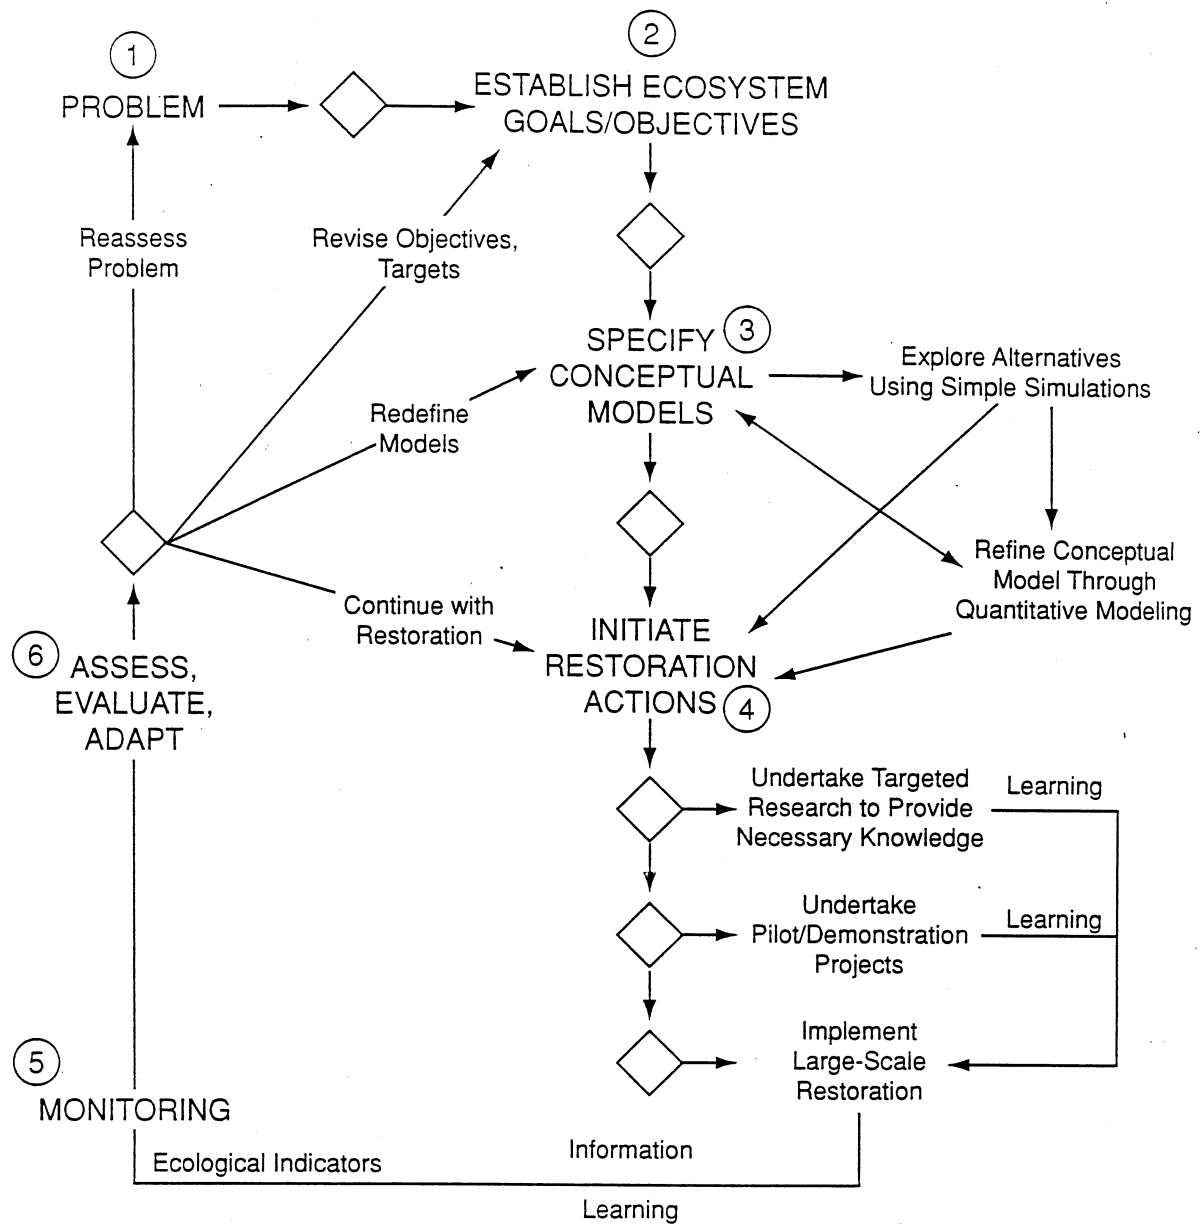 1
PROBLEM
2
ESTABLISH ECOSYSTEM
GOALS/OBJECTIVES
Reassess
Problem
Revise Objectives,
Targets
SPECIFY
CONCEPTUAL
MODELS
3
Explore Alternatives
Using Simple Simulations
Redefine
Models
Refine Conceptual
Model Through
Quantitative Modeling
Continue with
Restoration
INITIATE
RESTORATION
ACTIONS
4
6
ASSESS,
EVALUATE,
ADAPT
Undertake Targeted
Research to Provide
Necessary Knowledge
Learning
Undertake
Pilot/Demonstration
Projects
Learning
Implement
Large-Scale
Restoration
5
MONITORING
Ecological Indicators
Information
Learning